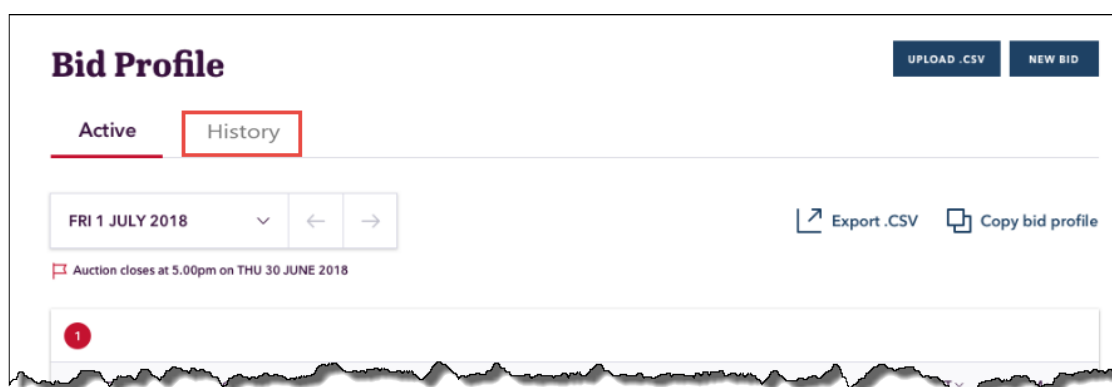 Bid Profile
UPLOAD .CSV NEW BID
Active History
FRI 1 JULY 2018
Export .CSV Copy bid profile
Auction closes at 5.00pm on THU 30 JUNE 2018
1